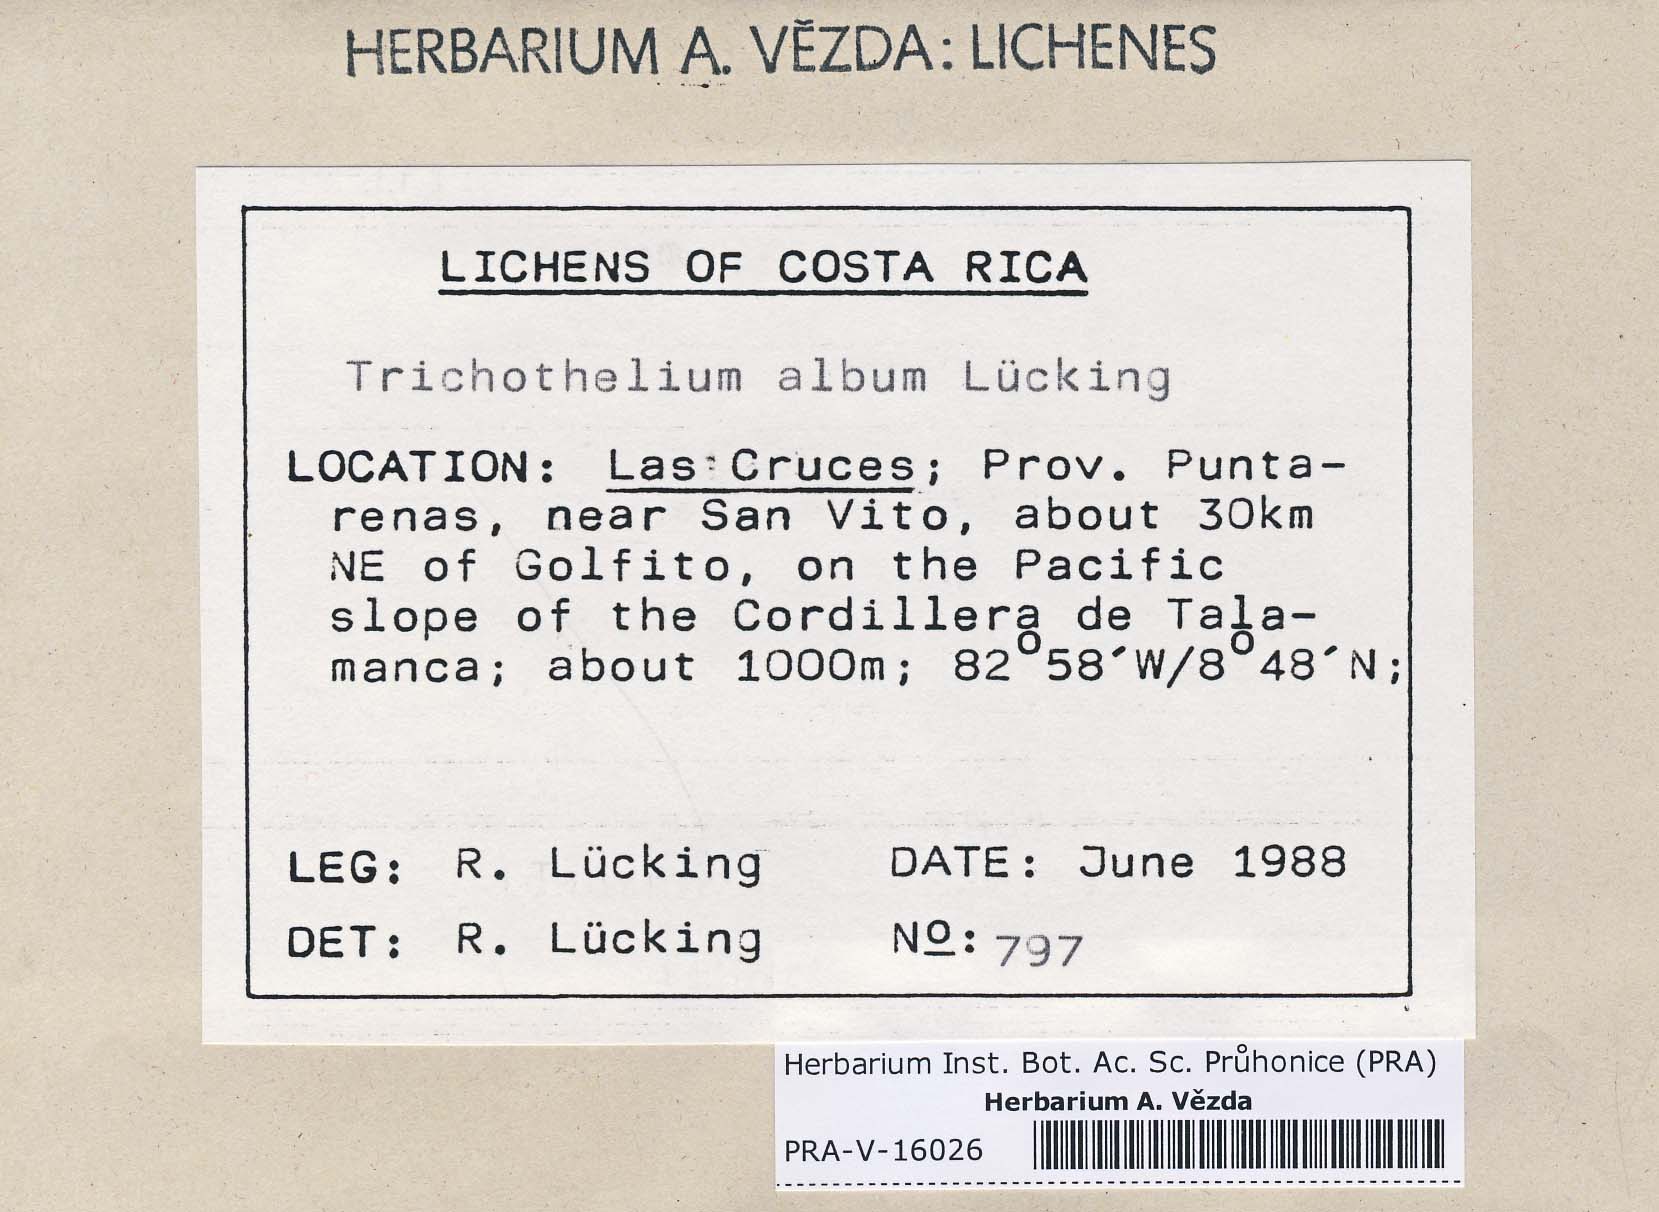 HERBARIUM A. VĚZDA: LICHENES
LICHENS OF COSTA RICA
Trichothelium album Lücking
LOCATION: Las Cruces; Prov. Punta-
renas, near San Vito, about 30km
NE of Golfito, on the Pacific
slope of the Cordillera de Tala-
manca; about 1000m; 82°58´W/8°48´N;
LEG: R. Lücking DATE: June 1988
DET: R. Lücking Nº: 797
Herbarium Inst. Bot. Ac. Sc. Průhonice (PRA)
Herbarium A. Vězda
PRA-V-16026